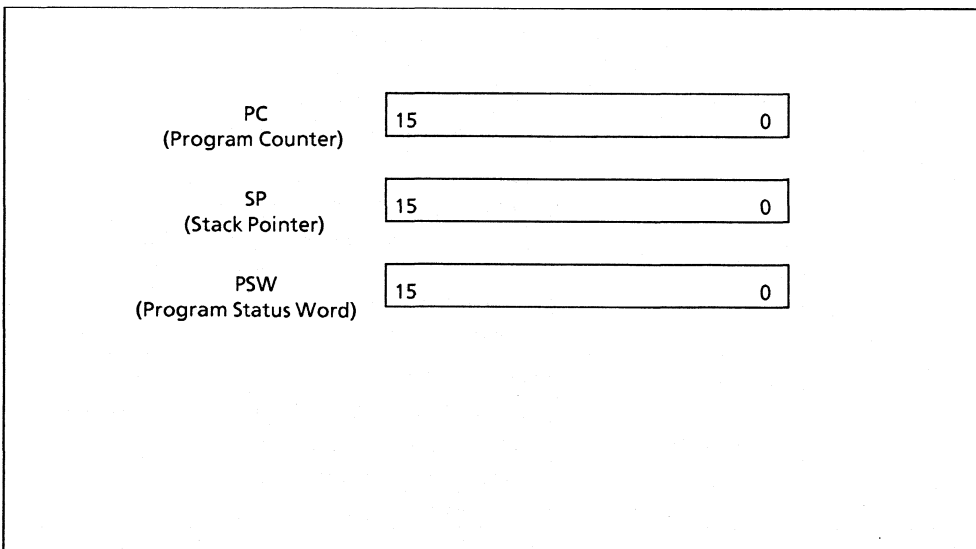 PC
(Program Counter)
15 0
SP
(Stack Pointer)
15 0
PSW
(Program Status Word)
15 0